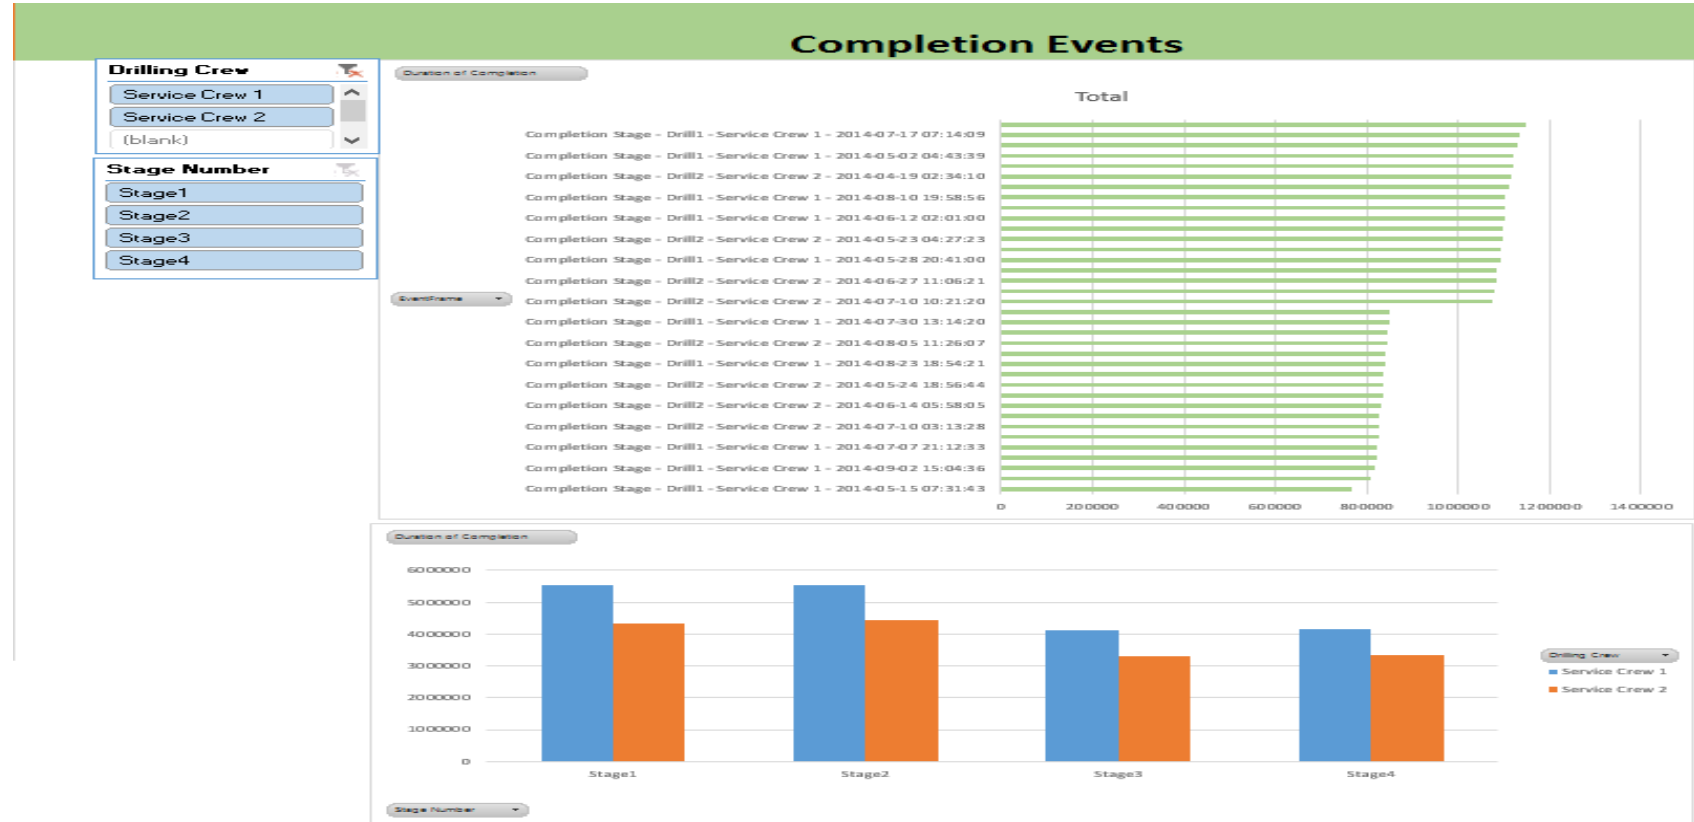 Completion Events
Drilling Crew
Service Crew 1
Service Crew 2
(blank)
Stage Number
Stage1
Stage2
Stage3
Stage4
Duration of Completion
Total
Completion Stage - Drill1 - Service Crew 1 - 2014-07-17 07:14:09
Completion Stage - Drill1 - Service Crew 1 - 2014-05-02 04:43:39
Completion Stage - Drill2 - Service Crew 2 - 2014-04-19 02:34:10
Completion Stage - Drill1 - Service Crew 1 - 2014-08-10 19:58:56
Completion Stage - Drill1 - Service Crew 1 - 2014-06-12 02:01:00
Completion Stage - Drill2 - Service Crew 2 - 2014-05-23 04:27:23
Completion Stage - Drill1 - Service Crew 1 - 2014-05-28 20:41:00
Completion Stage - Drill2 - Service Crew 2 - 2014-06-27 11:06:21
EventFrame
Completion Stage - Drill2 - Service Crew 2 - 2014-07-10 10:21:20
Completion Stage - Drill1 - Service Crew 1 - 2014-07-30 13:14:20
Completion Stage - Drill2 - Service Crew 2 - 2014-08-05 11:26:07
Completion Stage - Drill1 - Service Crew 1 - 2014-08-23 18:54:21
Completion Stage - Drill2 - Service Crew 2 - 2014-05-24 18:56:44
Completion Stage - Drill2 - Service Crew 2 - 2014-06-14 05:58:05
Completion Stage - Drill2 - Service Crew 2 - 2014-07-10 03:13:28
Completion Stage - Drill1 - Service Crew 1 - 2014-07-07 21:12:33
Completion Stage - Drill1 - Service Crew 1 - 2014-09-02 15:04:36
Completion Stage - Drill1 - Service Crew 1 - 2014-05-15 07:31:43
0 200000 400000 600000 800000 1000000 1200000 1400000
Duration of Completion
6000000
5000000
4000000
3000000
2000000
1000000
0
Stage1 Stage2 Stage3 Stage4
Drilling Crew
Service Crew 1
Service Crew 2
Stage Number